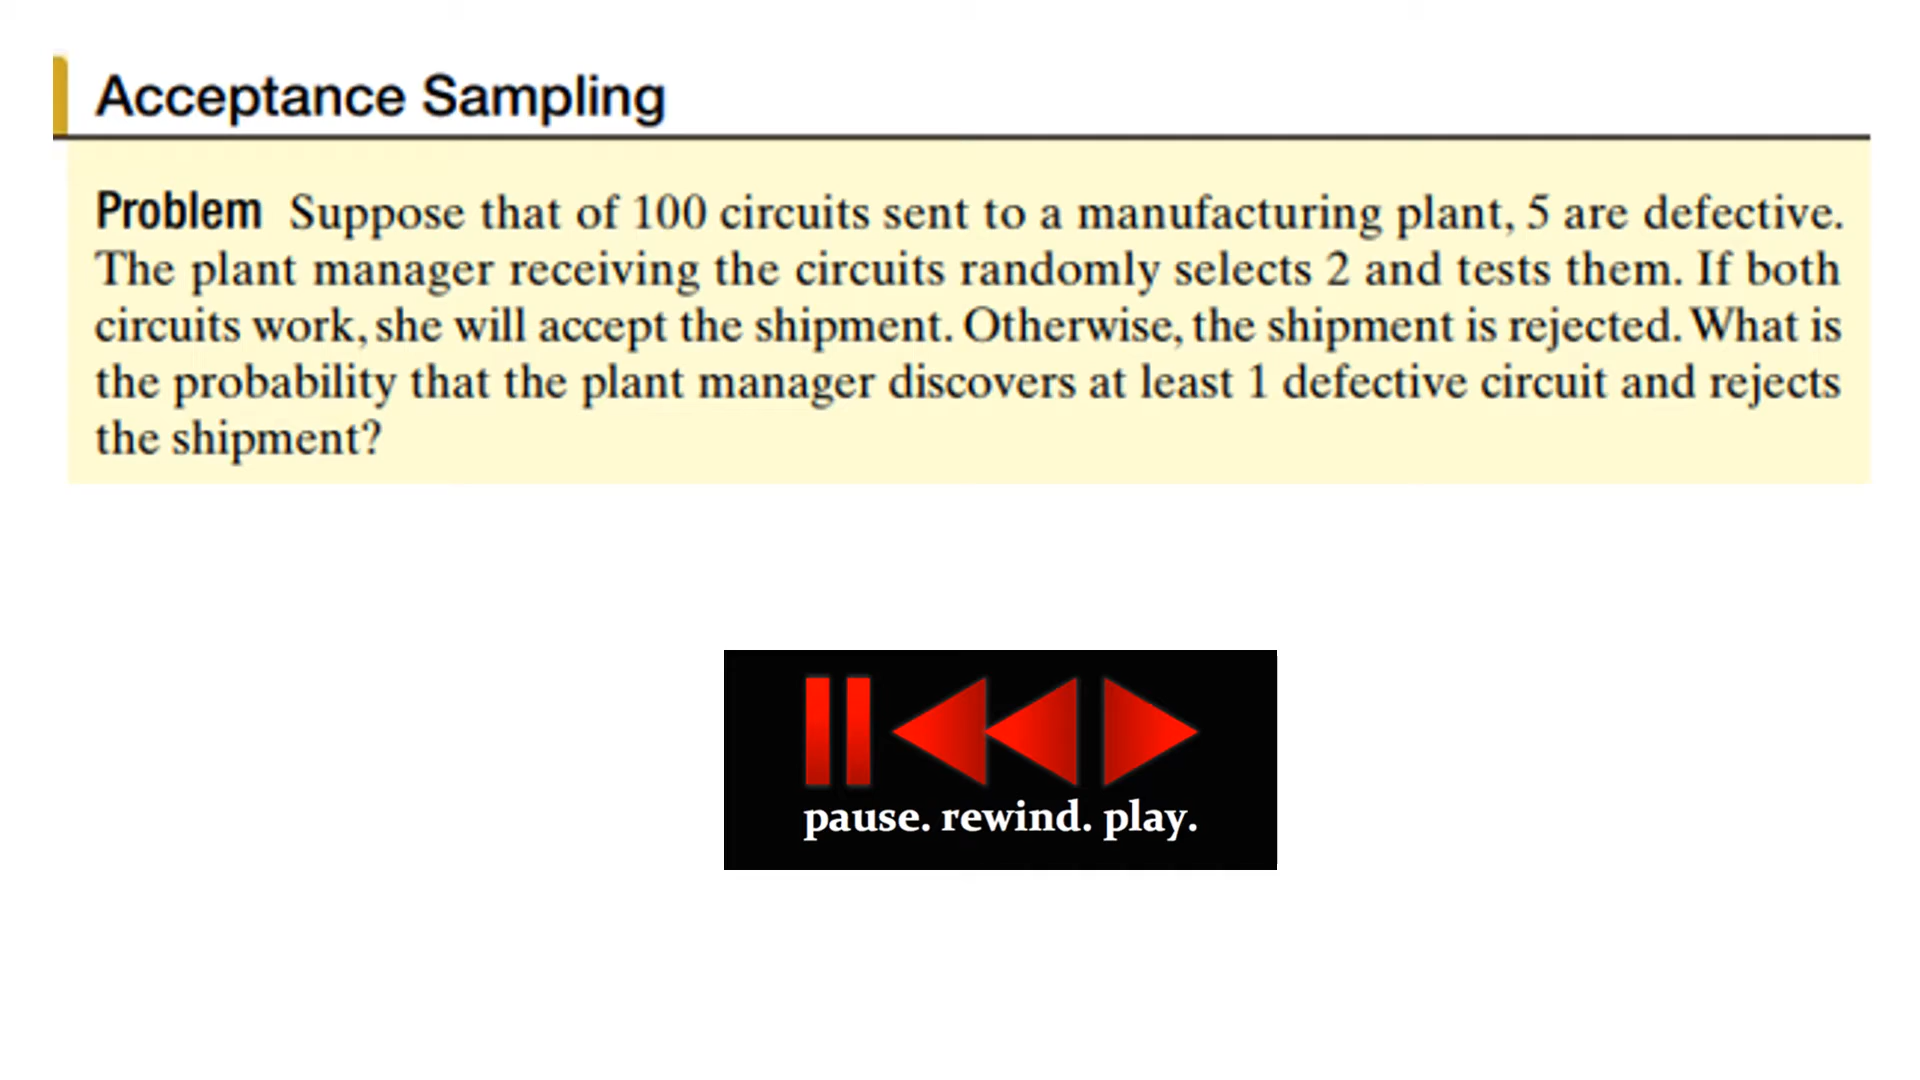 Acceptance Sampling
Problem Suppose that of 100 circuits sent to a manufacturing plant, 5 are defective.
The plant manager receiving the circuits randomly selects 2 and tests them. If both
circuits work, she will accept the shipment. Otherwise, the shipment is rejected. What is
the probability that the plant manager discovers at least 1 defective circuit and rejects
the shipment?
pause. rewind. play.